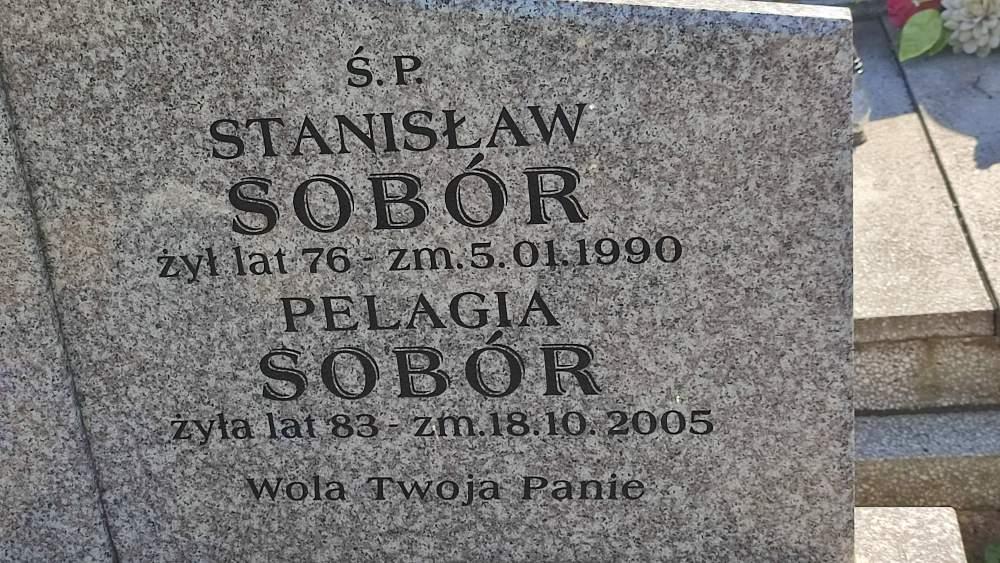 Ś.P.
STANISŁAW
SOBÓR
żył lat 76 - zm. 5. 01. 1990
PELAGIA
SOBÓR
żyła lat 83 - zm. 18. 10. 2005
Wola Twoja Panie